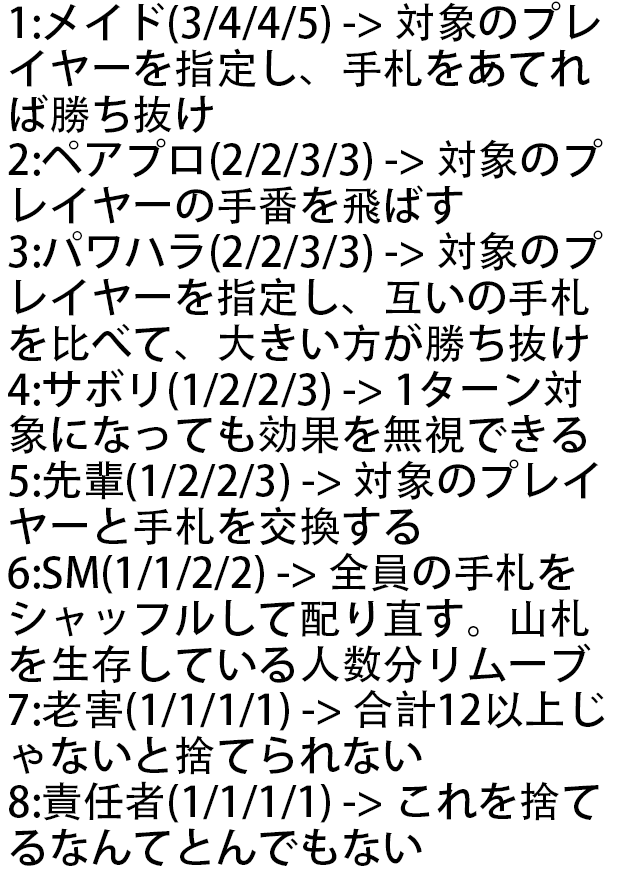 1:メイド(3/4/4/5) -> 対象のプレ
イヤーを指定し、手札をあてれ
ば勝ち抜け
2:ペアプロ(2/2/3/3) -> 対象のプ
レイヤーの手番を飛ばす
3:パワハラ(2/2/3/3) -> 対象のプ
レイヤーを指定し、互いの手札
を比べて、大きい方が勝ち抜け
4:サボリ(1/2/2/3) -> 1ターン対
象になっても効果を無視できる
5:先輩(1/2/2/3) -> 対象のプレイ
ヤーと手札を交換する
6:SM(1/1/2/2) -> 全員の手札を
シャッフルして配り直す。山札
を生存している人数分リムーブ
7:老害(1/1/1/1) -> 合計12以上じ
ゃないと捨てられない
8:責任者(1/1/1/1) -> これを捨て
るなんてとんでもない